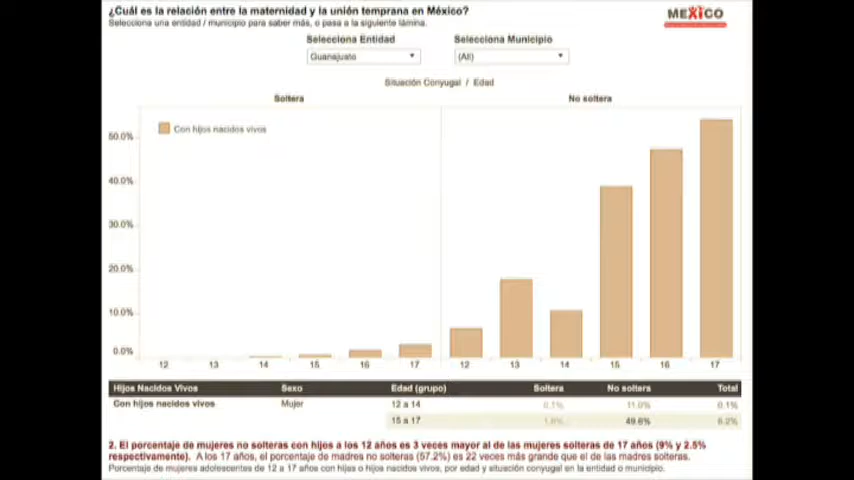 ¿Cuál es la relación entre la maternidad y la unión temprana en México?
Selecciona una entidad / municipio para saber más, o pasa a la siguiente lámina.
MEXICO
Selecciona Entidad
Selecciona Municipio
Guanajuato
(All)
Situación Conyugal / Edad
Soltera
No soltera
Con hijos nacidos vivos
50.0%
40.0%
30.0%
20.0%
10.0%
0.0%
12 13 14 15 16 17 12 13 14 15 16 17
Hijos Nacidos Vivos Sexo Edad (grupo) Soltera No soltera Total
Con hijos nacidos vivos Mujer 12 a 14 0.1% 11.0% 0.1%
15 a 17 49.6% 6.2%
2. El porcentaje de mujeres no solteras con hijos a los 12 años es 3 veces mayor al de las mujeres solteras de 17 años (9% y 2.5%
respectivamente). A los 17 años, el porcentaje de madres no solteras (57.2%) es 22 veces más grande que el de las madres solteras.
Porcentaje de mujeres adolescentes de 12 a 17 años con hijas o hijos nacidos vivos, por edad y situación conyugal en la entidad o municipio.